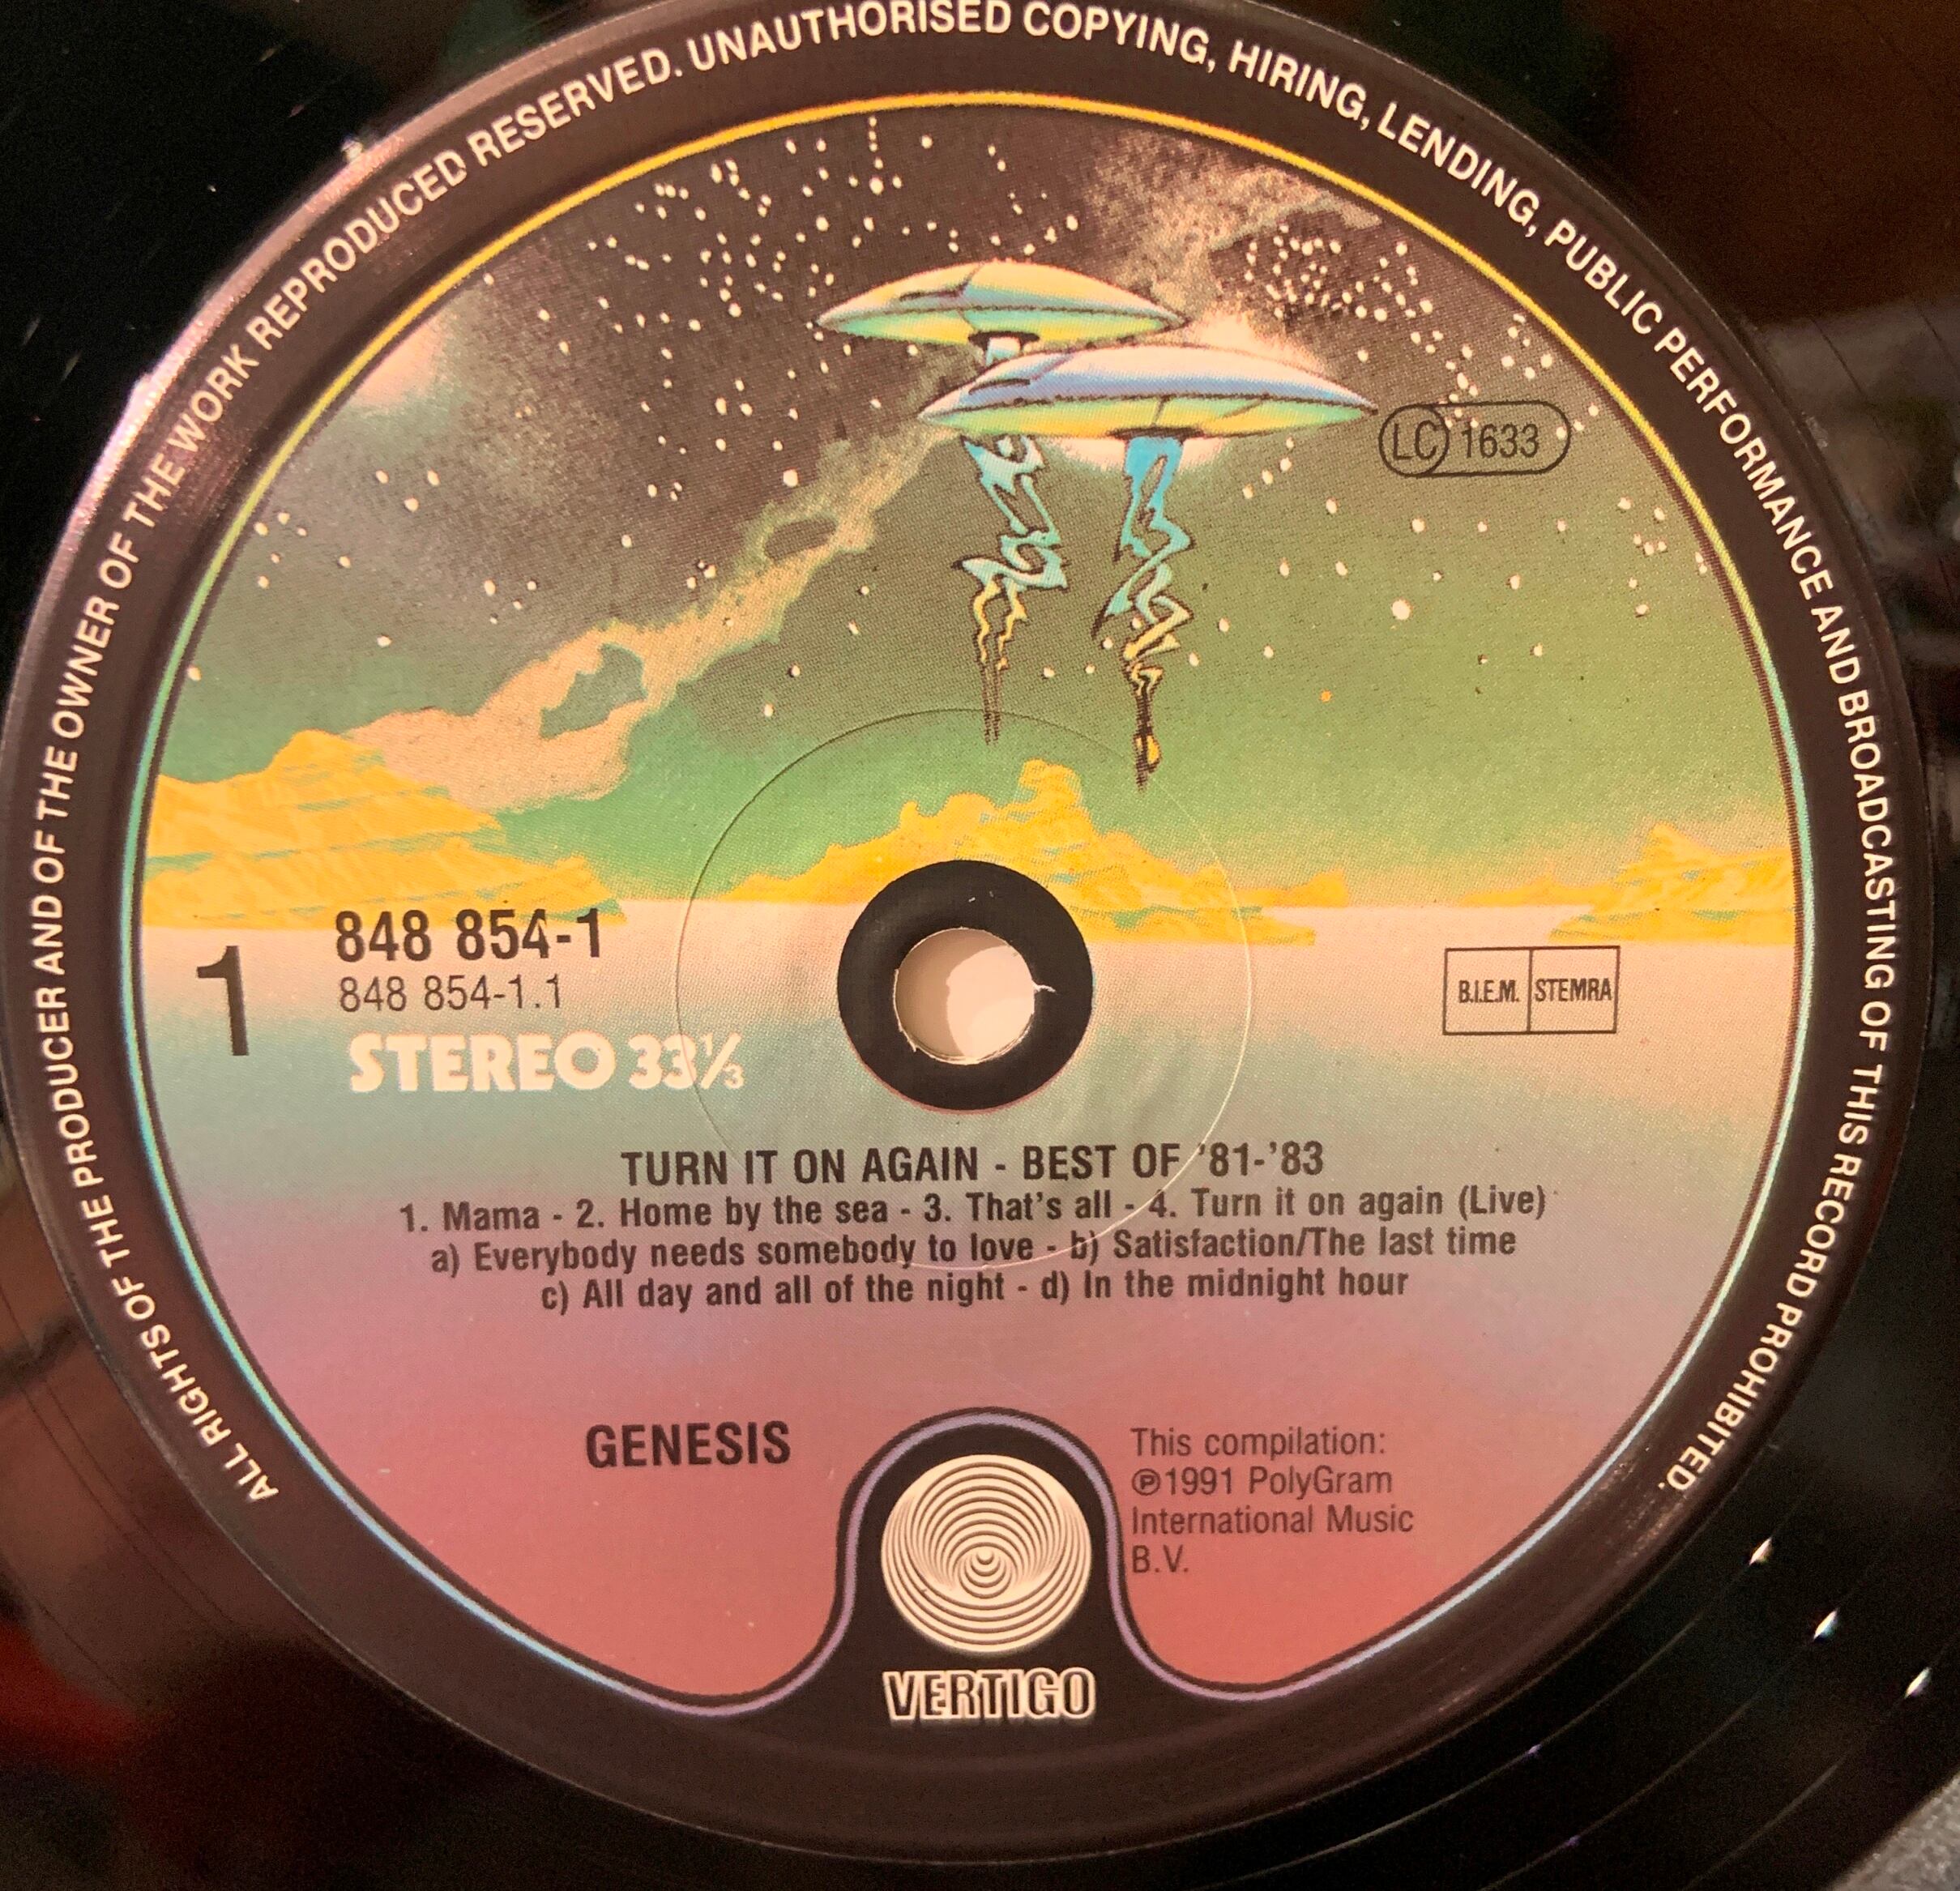 ALL RIGHTS OF THE PRODUCER AND OF THE OWNER OF THE WORK REPRODUCED RESERVED. UNAUTHORISED COPYING, HIRING, LENDING, PUBLIC PERFORMANCE AND BROADCASTING OF THIS RECORD PROHIBITED.
LC 1633
1
848 854-1
848 854-1.1
STEREO 33⅓
B.I.E.M. STEMRA
TURN IT ON AGAIN - BEST OF '81-'83
1. Mama - 2. Home by the sea - 3. That's all - 4. Turn it on again (Live)
a) Everybody needs somebody to love - b) Satisfaction/The last time
c) All day and all of the night - d) In the midnight hour
GENESIS
This compilation:
℗1991 PolyGram
International Music
B.V.
VERTIGO